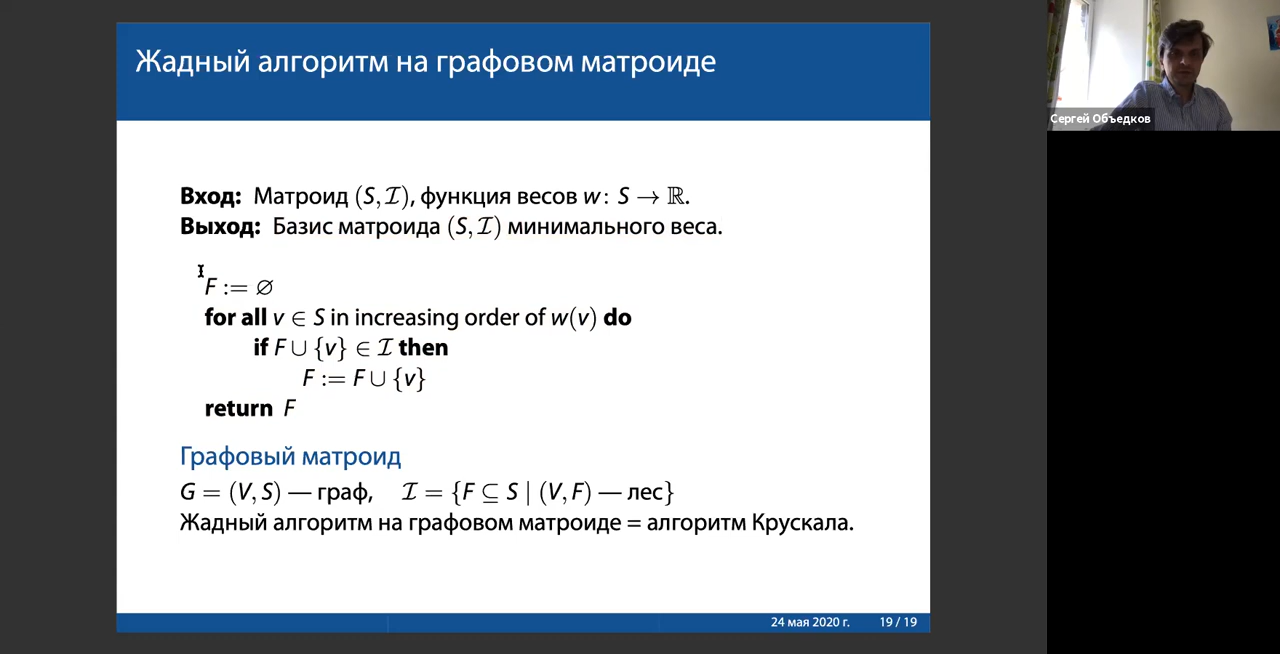 Жадный алгоритм на графовом матроиде
Сергей Объедков
Вход: Матроид (S, ℐ), функция весов w: S → ℝ.
Выход: Базис матроида (S, ℐ) минимального веса.
F := ∅
for all v ∈ S in increasing order of w(v) do
if F ∪ {v} ∈ ℐ then
F := F ∪ {v}
return F
Графовый матроид
G = (V, S) — граф, ℐ = {F ⊆ S | (V, F) — лес}
Жадный алгоритм на графовом матроиде = алгоритм Крускала.
24 мая 2020 г. 19 / 19